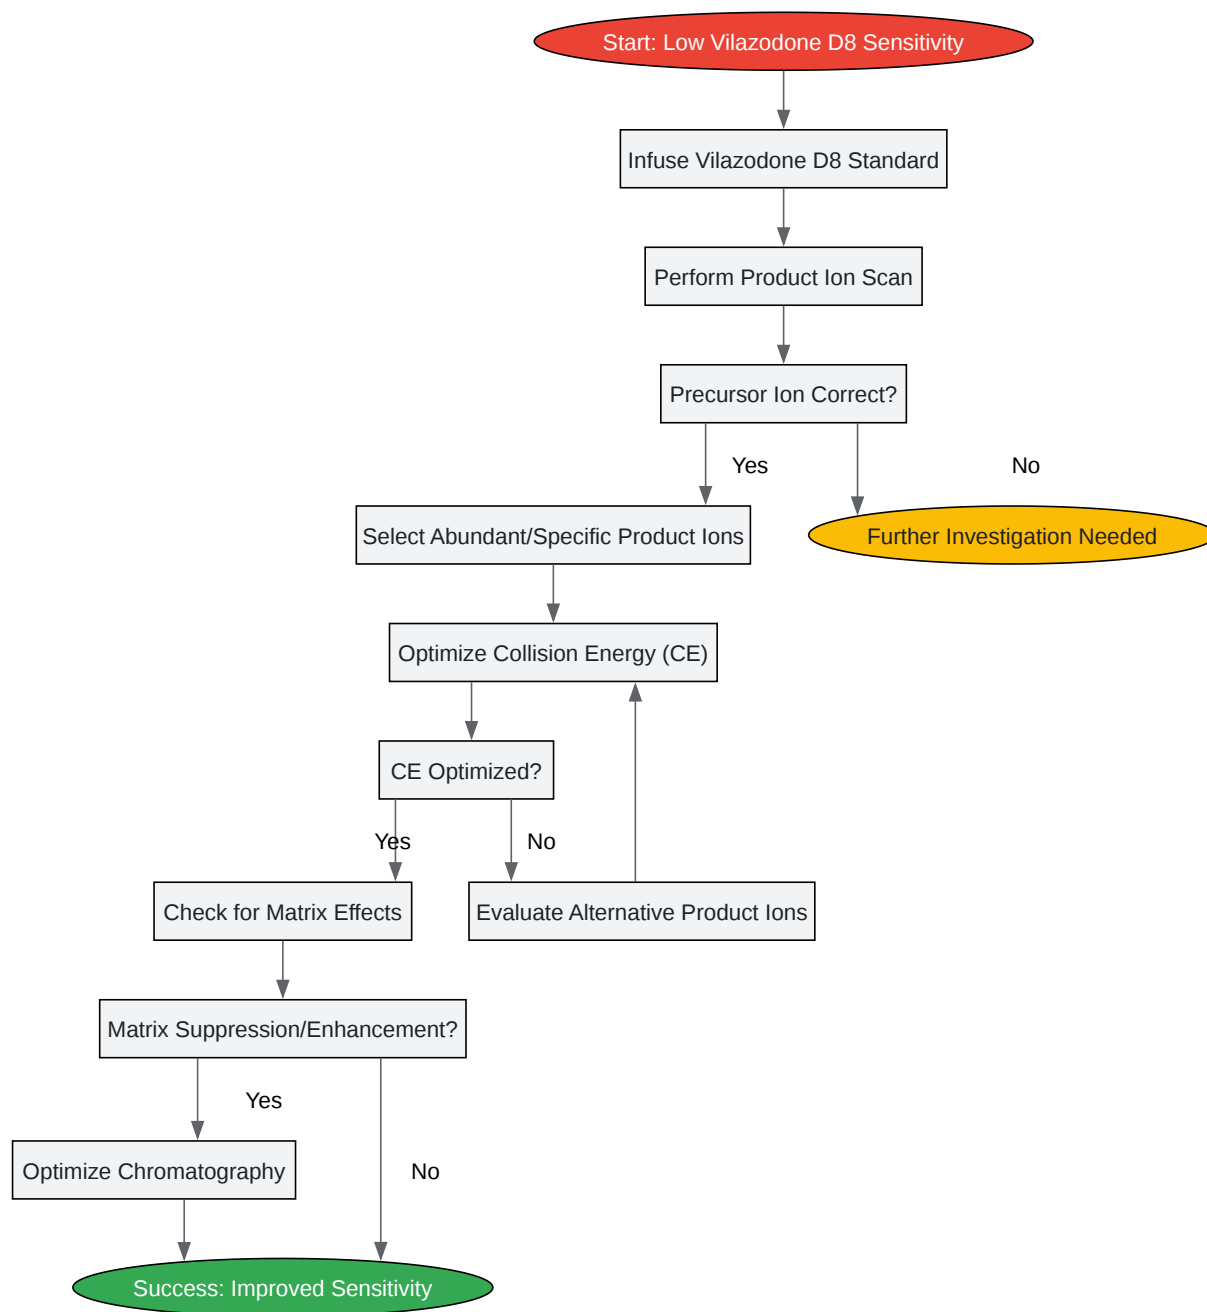 Start: Low Vilazodone D8 Sensitivity
Infuse Vilazodone D8 Standard
Perform Product Ion Scan
Precursor Ion Correct?
Yes
No
Select Abundant/Specific Product Ions
Further Investigation Needed
Optimize Collision Energy (CE)
CE Optimized?
Yes
No
Check for Matrix Effects
Evaluate Alternative Product Ions
Matrix Suppression/Enhancement?
Yes
Optimize Chromatography
No
Success: Improved Sensitivity